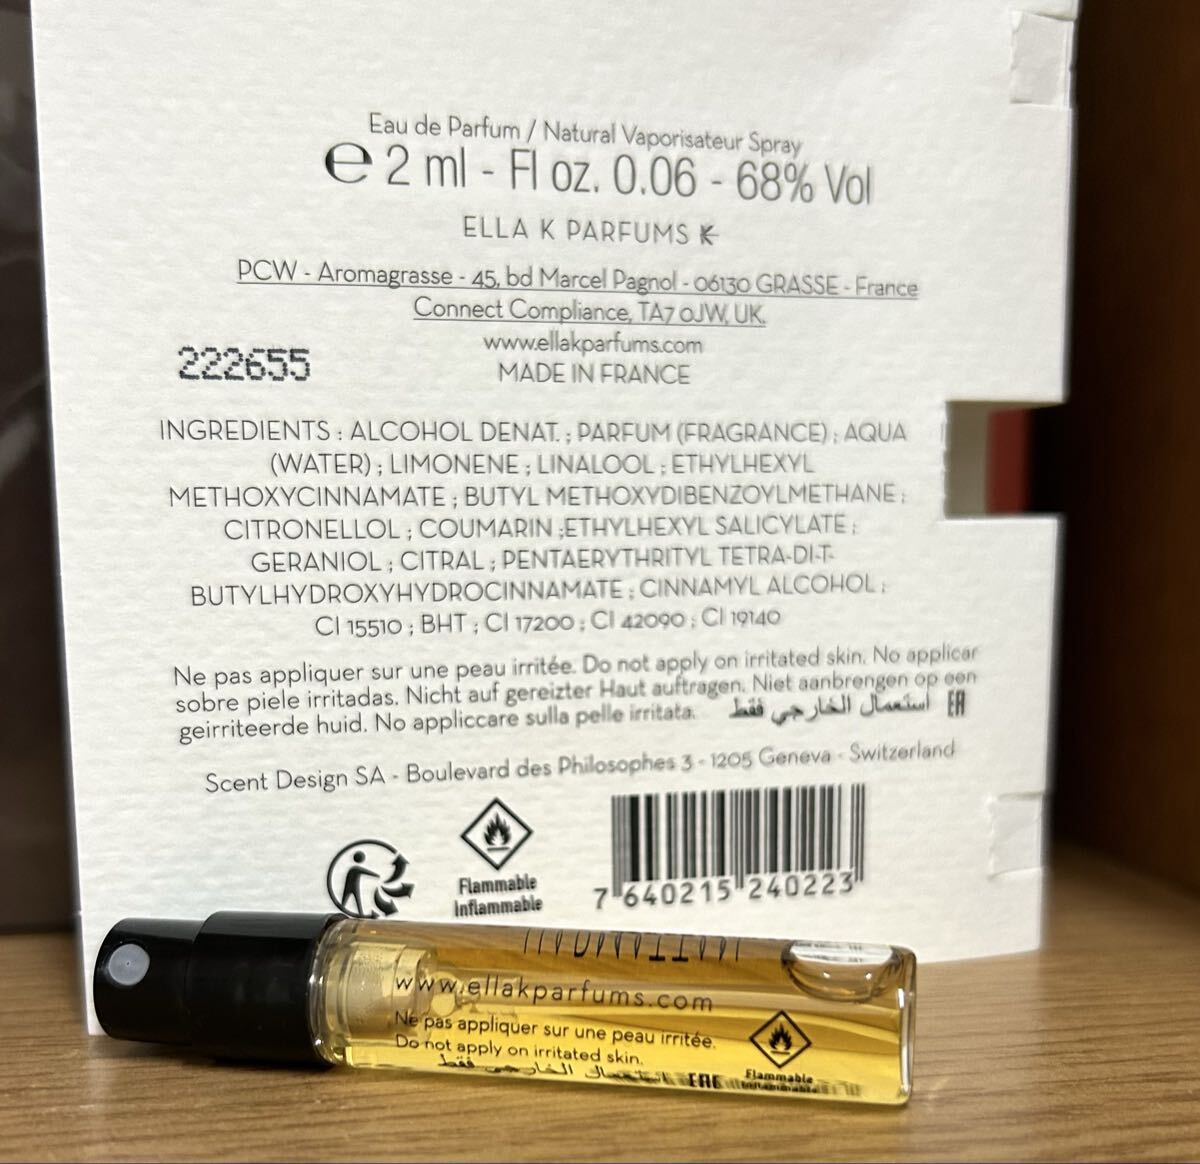 Eau de Parfum / Natural Vaporisateur Spray
℮ 2 ml - Fl oz. 0.06 - 68% Vol
ELLA K PARFUMS K
PCW - Aromagrasse - 45, bd Marcel Pagnol - 06130 GRASSE - France
Connect Compliance, TA7 0JW, UK.
www.ellakparfums.com
222655
MADE IN FRANCE
INGREDIENTS : ALCOHOL DENAT. ; PARFUM (FRAGRANCE) ; AQUA
(WATER) ; LIMONENE ; LINALOOL ; ETHYLHEXYL
METHOXYCINNAMATE ; BUTYL METHOXYDIBENZOYLMETHANE ;
CITRONELLOL ; COUMARIN ;ETHYLHEXYL SALICYLATE ;
GERANIOL ; CITRAL ; PENTAERYTHRITYL TETRA-DI-T-
BUTYLHYDROXYHYDROCINNAMATE ; CINNAMYL ALCOHOL ;
CI 15510 ; BHT ; CI 17200 ; CI 42090 ; CI 19140
Ne pas appliquer sur une peau irritée. Do not apply on irritated skin. No applicar
sobre piele irritadas. Nicht auf gereizter Haut auftragen. Niet aanbrengen op een
geirriteerde huid. No appliccare sulla pelle irritata. استعمال الخارجي فقط EAC
Scent Design SA - Boulevard des Philosophes 3 - 1205 Geneva - Switzerland
Flammable
Inflammable
7 640215 240223
www.ellakparfums.com
Ne pas appliquer sur une peau irritée.
Do not apply on irritated skin.
استعمال الخارجي فقط EAC
Flammable